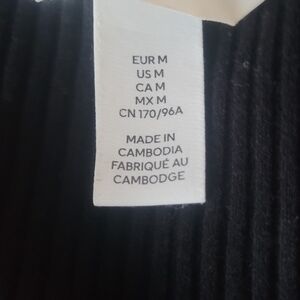 EUR M
US M
CA M
MX M
CN 170/96A
MADE IN
CAMBODIA
FABRIQUÉ AU
CAMBODGE